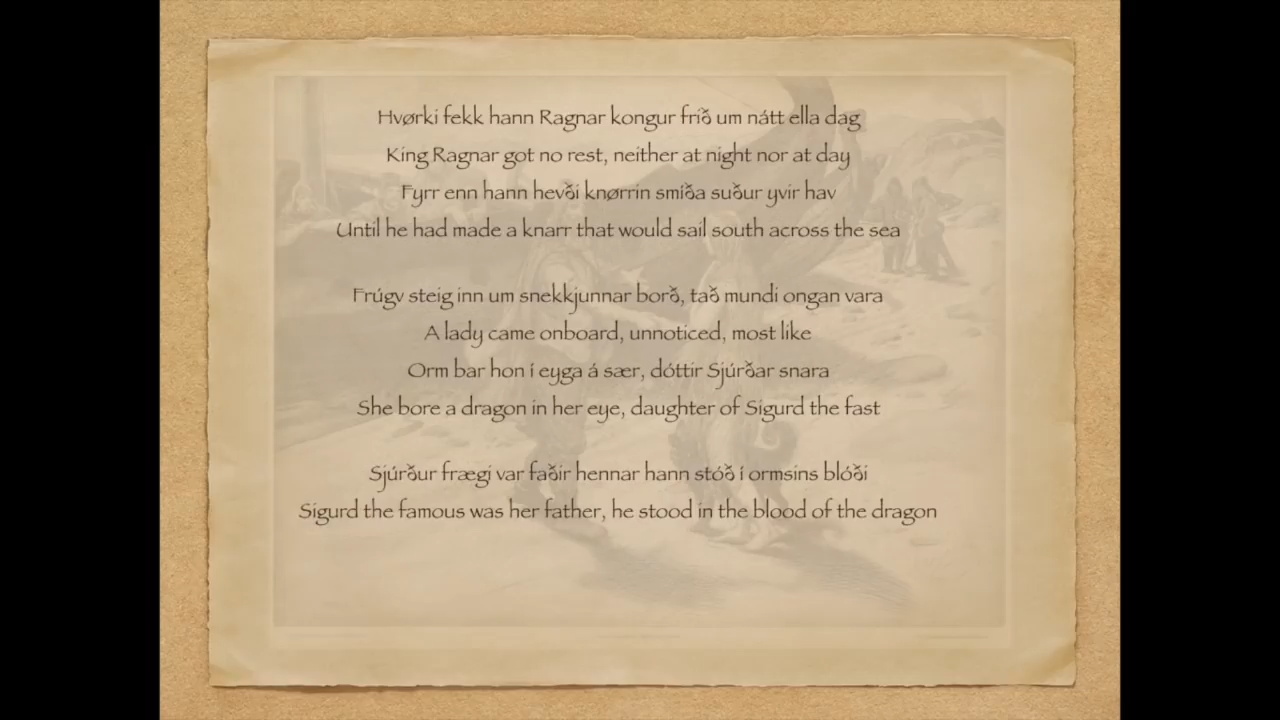 Hvørki fekk hann Ragnar kongur fríð um nátt ella dag
King Ragnar got no rest, neither at night nor at day
Fyrr enn hann hevði knørrin smíða suður yvir hav
Until he had made a knarr that would sail south across the sea
Frúgv steig inn um snekkjunnar borð, tað mundi ongan vara
A lady came onboard, unnoticed, most like
Orm bar hon í eyga á sær, dóttir Sjúrðar snara
She bore a dragon in her eye, daughter of Sigurd the fast
Sjúrður frægi var faðir hennar hann stóð í ormsins blóði
Sigurd the famous was her father, he stood in the blood of the dragon